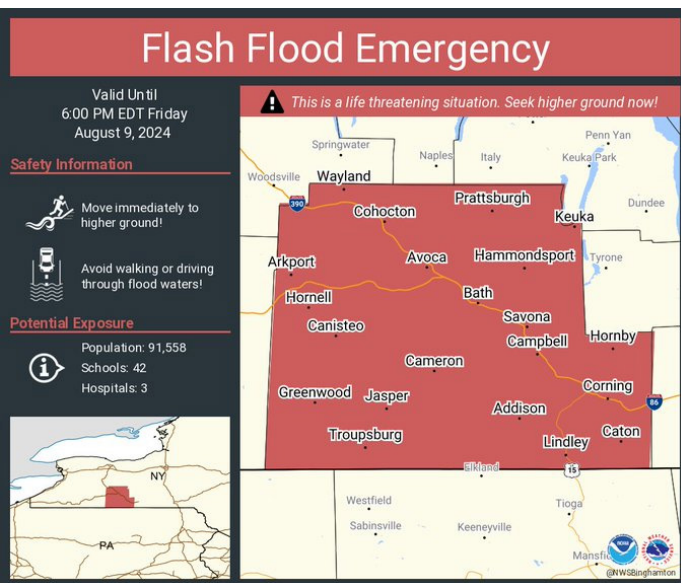 Flash Flood Emergency
Valid Until
6:00 PM EDT Friday
August 9, 2024
Safety Information
Move immediately to
higher ground!
Avoid walking or driving
through flood waters!
Potential Exposure
Population: 91,558
Schools: 42
Hospitals: 3
NY
PA
This is a life threatening situation. Seek higher ground now!
Penn Yan
Springwater
Naples
Italy
Keuka Park
Woodsville
Wayland
390
Prattsburgh
Cohocton
Keuka
Dundee
Arkport
Avoca
Hammondsport
Tyrone
Hornell
Bath
Canisteo
Savona
Campbell
Hornby
Cameron
Greenwood
Jasper
Corning
86
Addison
Troupsburg
Lindley
Caton
Elkland
15
Westfield
Tioga
Sabinsville
Keeneyville
Mansfi
@NWSBinghamton